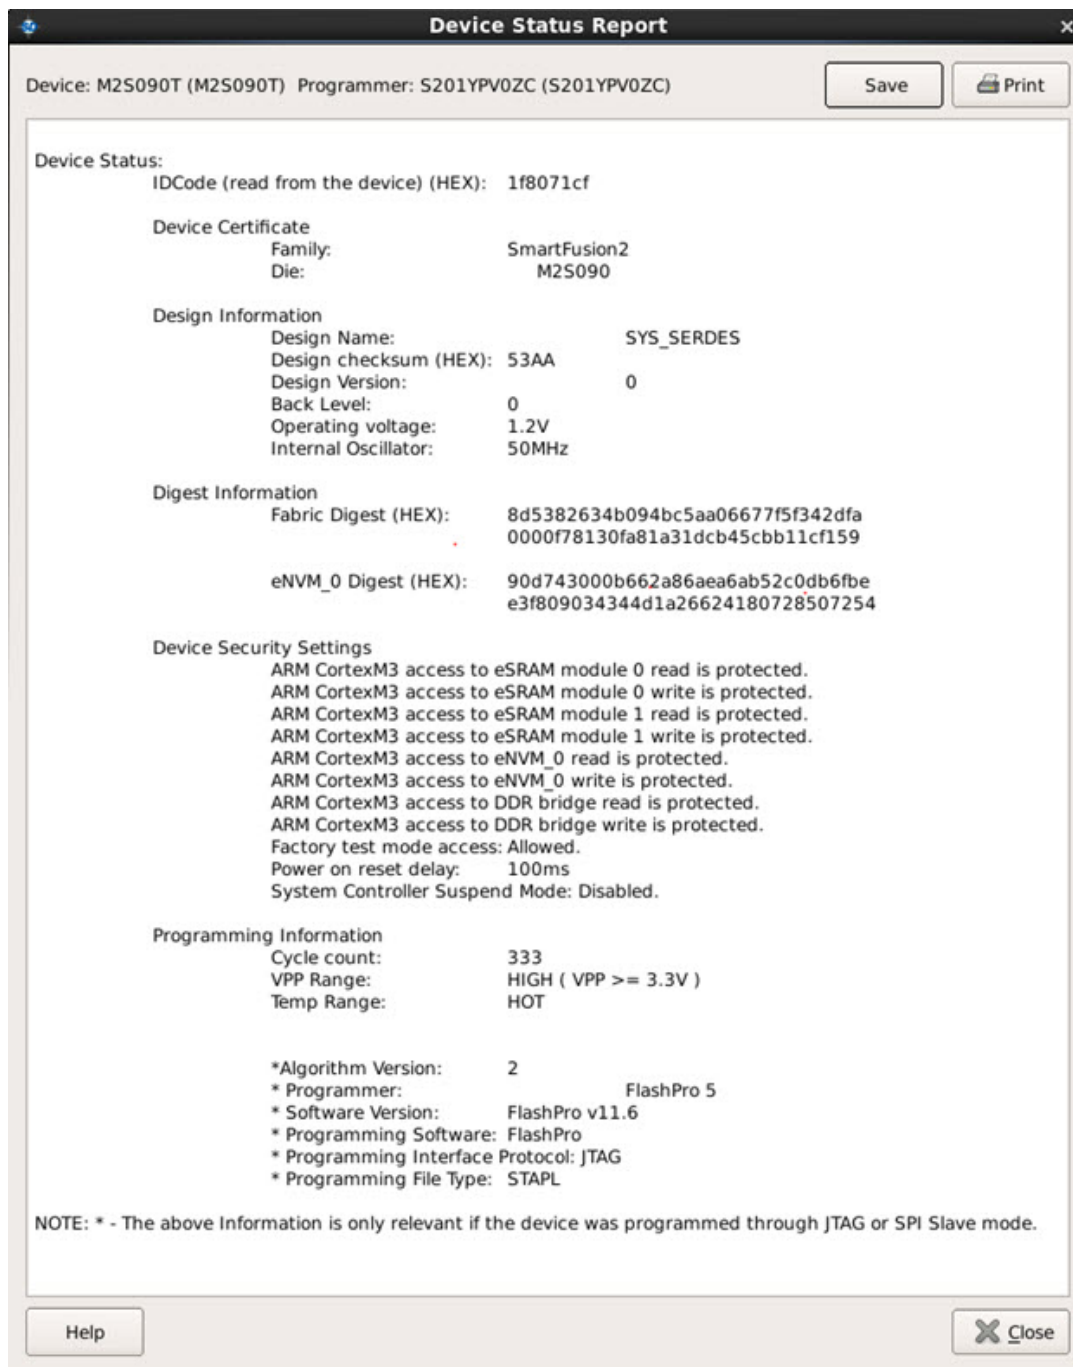 Device Status Report
Device: M2S090T (M2S090T) Programmer: S201YPV0ZC (S201YPV0ZC)
Save
Print
Device Status:
IDCode (read from the device) (HEX): 1f8071cf
Device Certificate
Family: SmartFusion2
Die: M2S090
Design Information
Design Name: SYS_SERDES
Design checksum (HEX): 53AA
Design Version: 0
Back Level: 0
Operating voltage: 1.2V
Internal Oscillator: 50MHz
Digest Information
Fabric Digest (HEX): 8d5382634b094bc5aa06677f5f342dfa
0000f78130fa81a31dcb45cbb11cf159
eNVM_0 Digest (HEX): 90d743000b662a86aea6ab52c0db6fbe
e3f809034344d1a26624180728507254
Device Security Settings
ARM CortexM3 access to eSRAM module 0 read is protected.
ARM CortexM3 access to eSRAM module 0 write is protected.
ARM CortexM3 access to eSRAM module 1 read is protected.
ARM CortexM3 access to eSRAM module 1 write is protected.
ARM CortexM3 access to eNVM_0 read is protected.
ARM CortexM3 access to eNVM_0 write is protected.
ARM CortexM3 access to DDR bridge read is protected.
ARM CortexM3 access to DDR bridge write is protected.
Factory test mode access: Allowed.
Power on reset delay: 100ms
System Controller Suspend Mode: Disabled.
Programming Information
Cycle count: 333
VPP Range: HIGH ( VPP >= 3.3V )
Temp Range: HOT
*Algorithm Version: 2
* Programmer: FlashPro 5
* Software Version: FlashPro v11.6
* Programming Software: FlashPro
* Programming Interface Protocol: JTAG
* Programming File Type: STAPL
NOTE: * - The above Information is only relevant if the device was programmed through JTAG or SPI Slave mode.
Help
Close